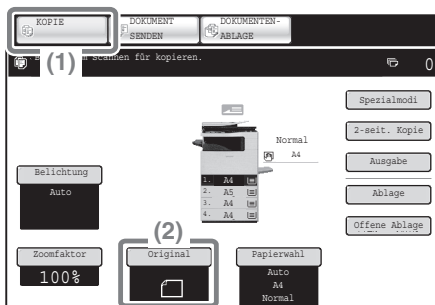 KOPIE
DOKUMENT
SENDEN
DOKUMENTEN-
ABLAGE
(1)
scannen für kopieren.
0
Spezialmodi
2-seit. Kopie
Ausgabe
Ablage
Offene Ablage
Normal
A4
1. A4
2. A5
3. A4
4. A4
Belichtung
Auto
(2)
Zoomfaktor
100%
Original
Papierwahl
Auto
A4
Normal